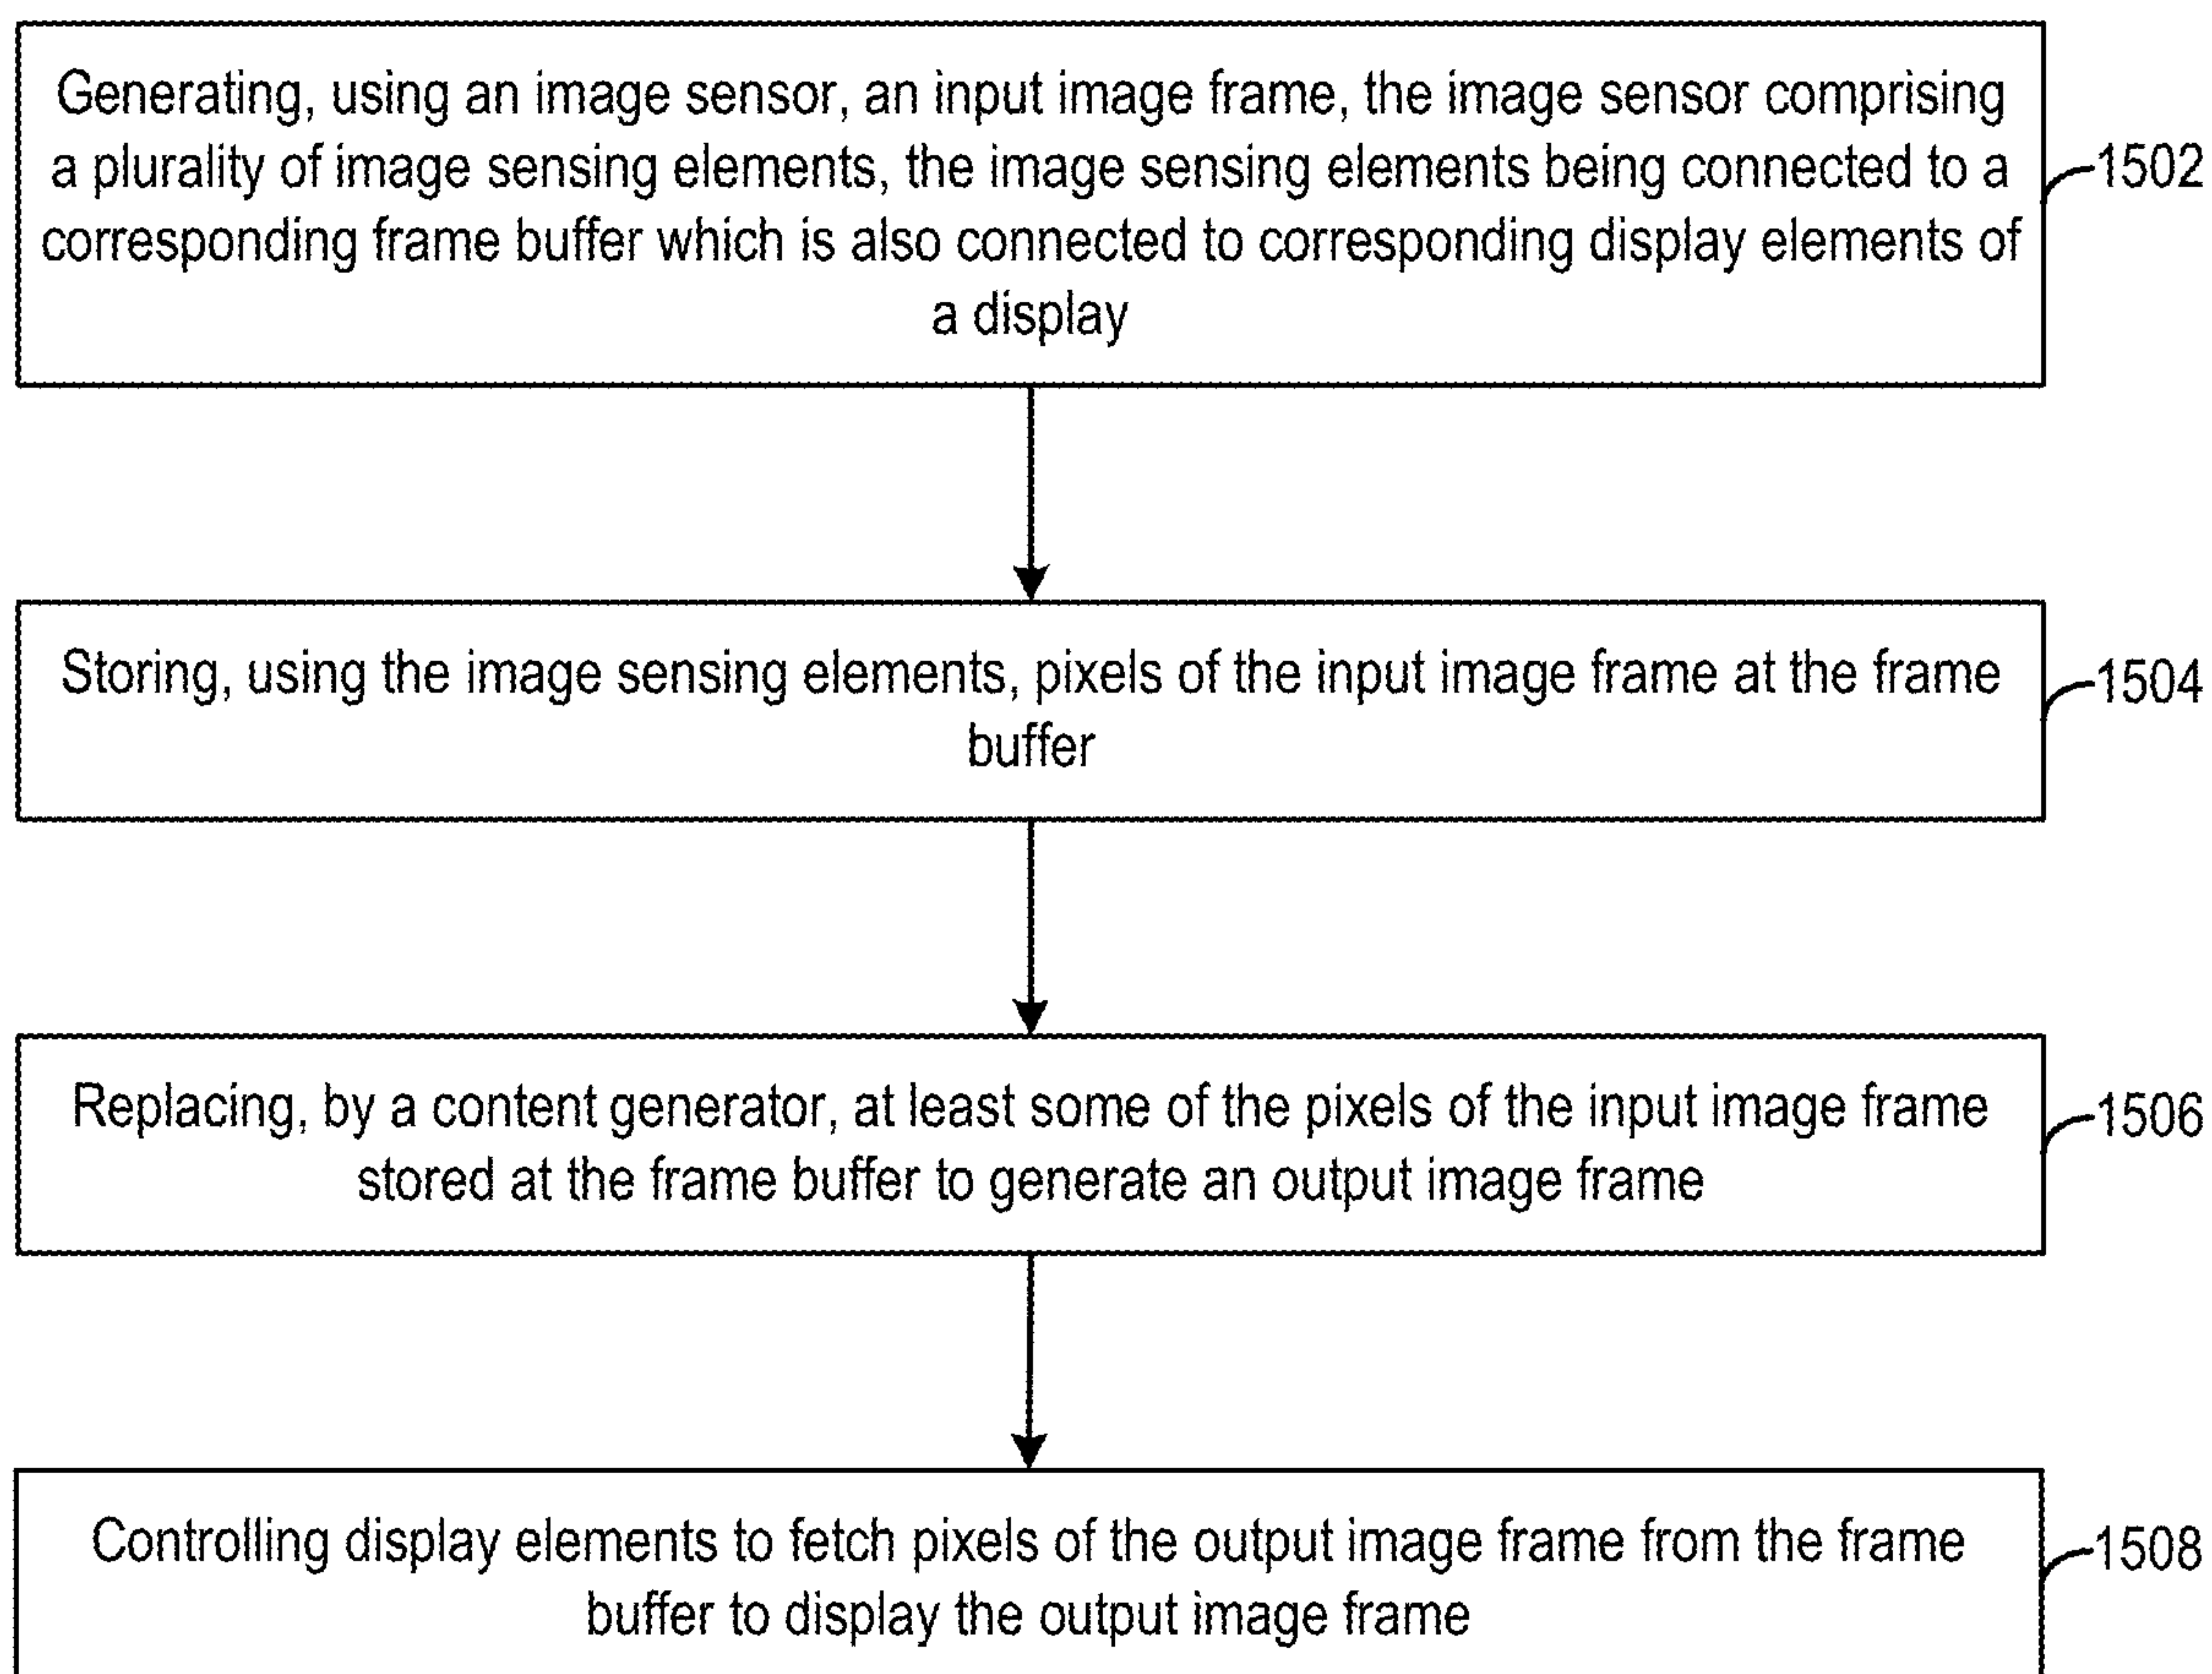 Generating, using an image sensor, an input image frame, the image sensor comprising
a plurality of image sensing elements, the image sensing elements being connected to a
corresponding frame buffer which is also connected to corresponding display elements of
a display
1502
Storing, using the image sensing elements, pixels of the input image frame at the frame
buffer
1504
Replacing, by a content generator, at least some of the pixels of the input image frame
stored at the frame buffer to generate an output image frame
1506
Controlling display elements to fetch pixels of the output image frame from the frame
buffer to display the output image frame
1508